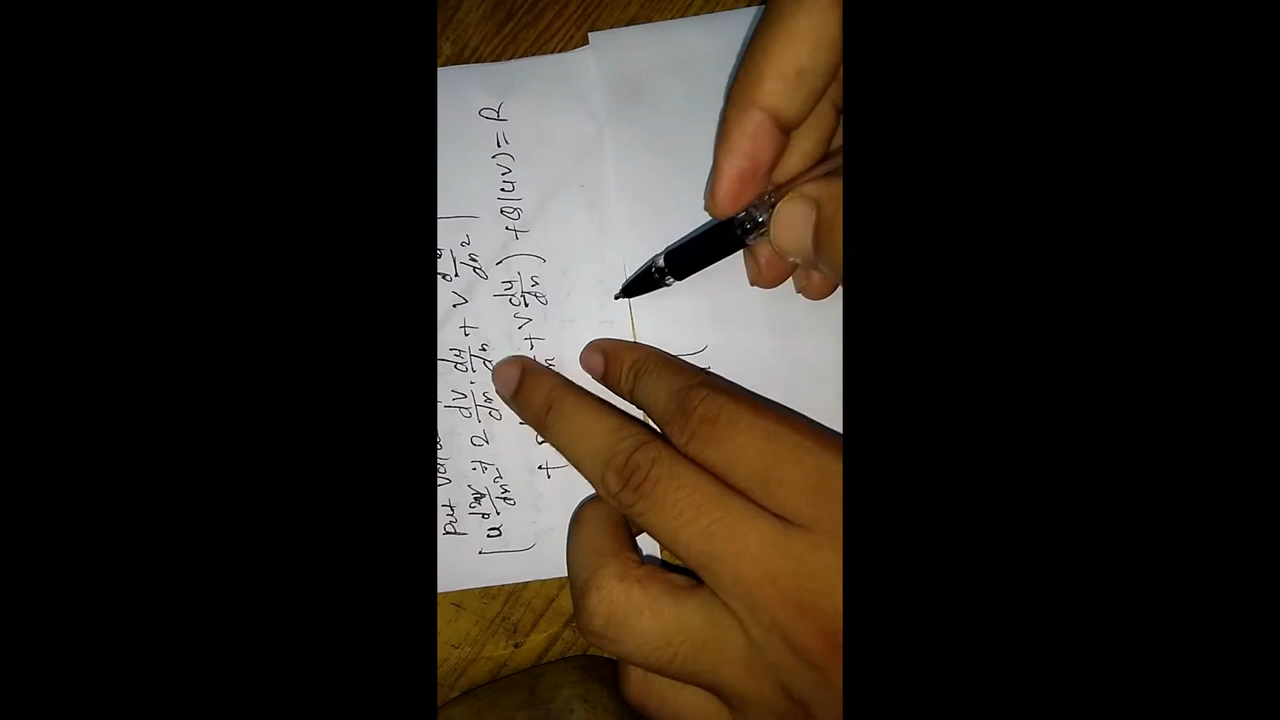 put
[u d²v/dx² + 2 dv/dx · du/dx + v d²u/dx²]
+ v du/dx) + Q(uv) = R